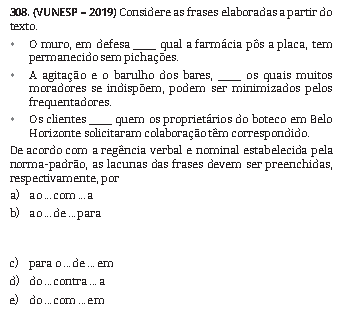 308. (VUNESP – 2019) Considere as frases elaboradas a partir do
texto.
• O muro, em defesa ____ qual a farmácia pôs a placa, tem
permanecido sem pichações.
• A agitação e o barulho dos bares, ____ os quais muitos
moradores se indispõem, podem ser minimizados pelos
frequentadores.
• Os clientes ____ quem os proprietários do boteco em Belo
Horizonte solicitaram colaboração têm correspondido.
De acordo com a regência verbal e nominal estabelecida pela
norma-padrão, as lacunas das frases devem ser preenchidas,
respectivamente, por
a) ao ... com ... a
b) ao ... de ... para
c) para o ... de ... em
d) do ... contra ... a
e) do ... com ... em